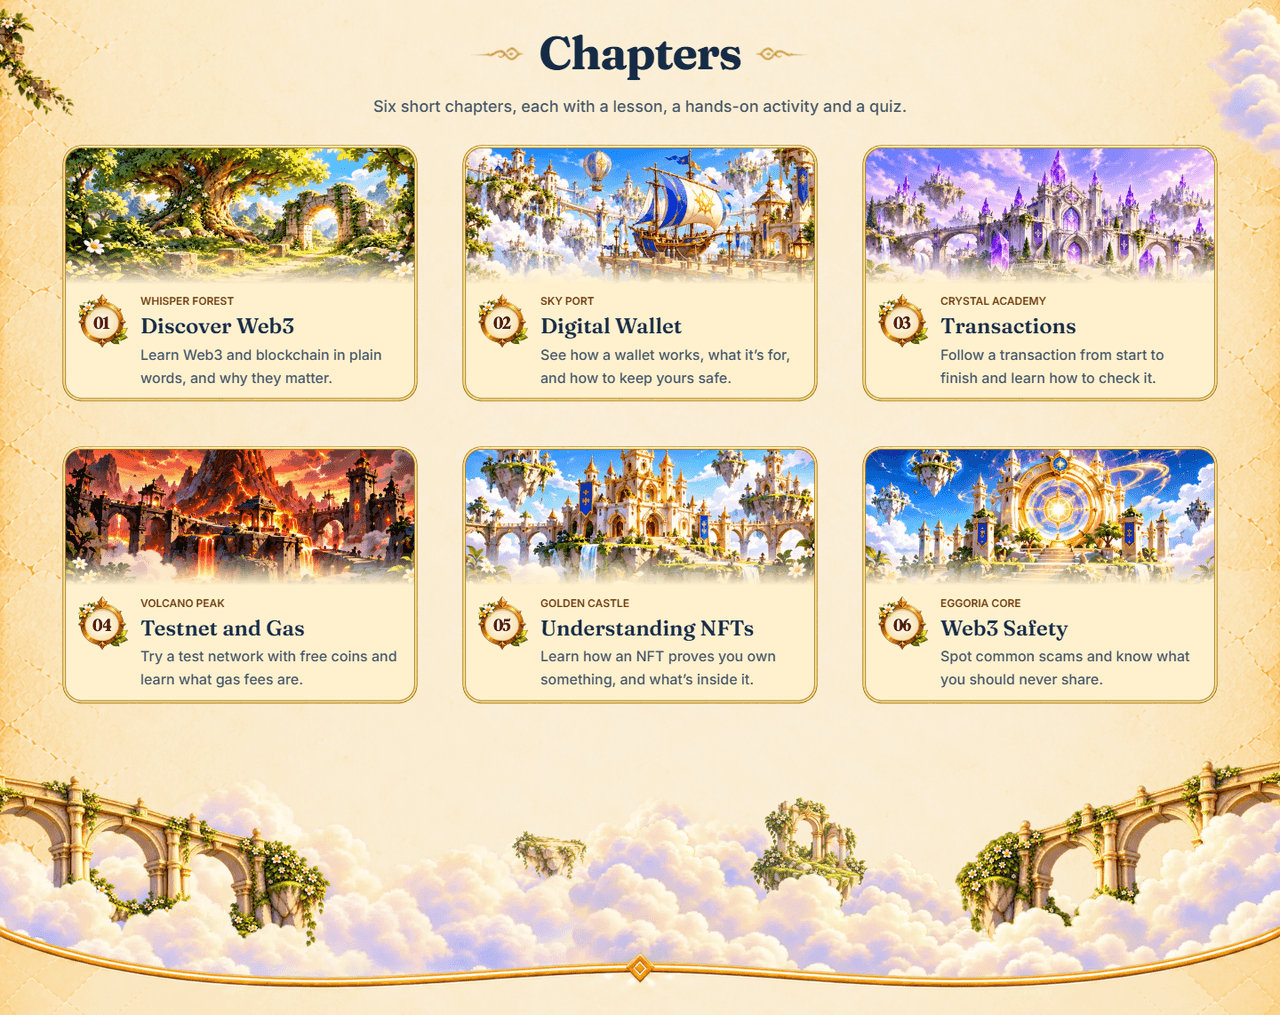 Chapters
Six short chapters, each with a lesson, a hands-on activity and a quiz.
01
WHISPER FOREST
Discover Web3
Learn Web3 and blockchain in plain
words, and why they matter.
02
SKY PORT
Digital Wallet
See how a wallet works, what it’s for,
and how to keep yours safe.
03
CRYSTAL ACADEMY
Transactions
Follow a transaction from start to
finish and learn how to check it.
04
VOLCANO PEAK
Testnet and Gas
Try a test network with free coins and
learn what gas fees are.
05
GOLDEN CASTLE
Understanding NFTs
Learn how an NFT proves you own
something, and what’s inside it.
06
EGGORIA CORE
Web3 Safety
Spot common scams and know what
you should never share.